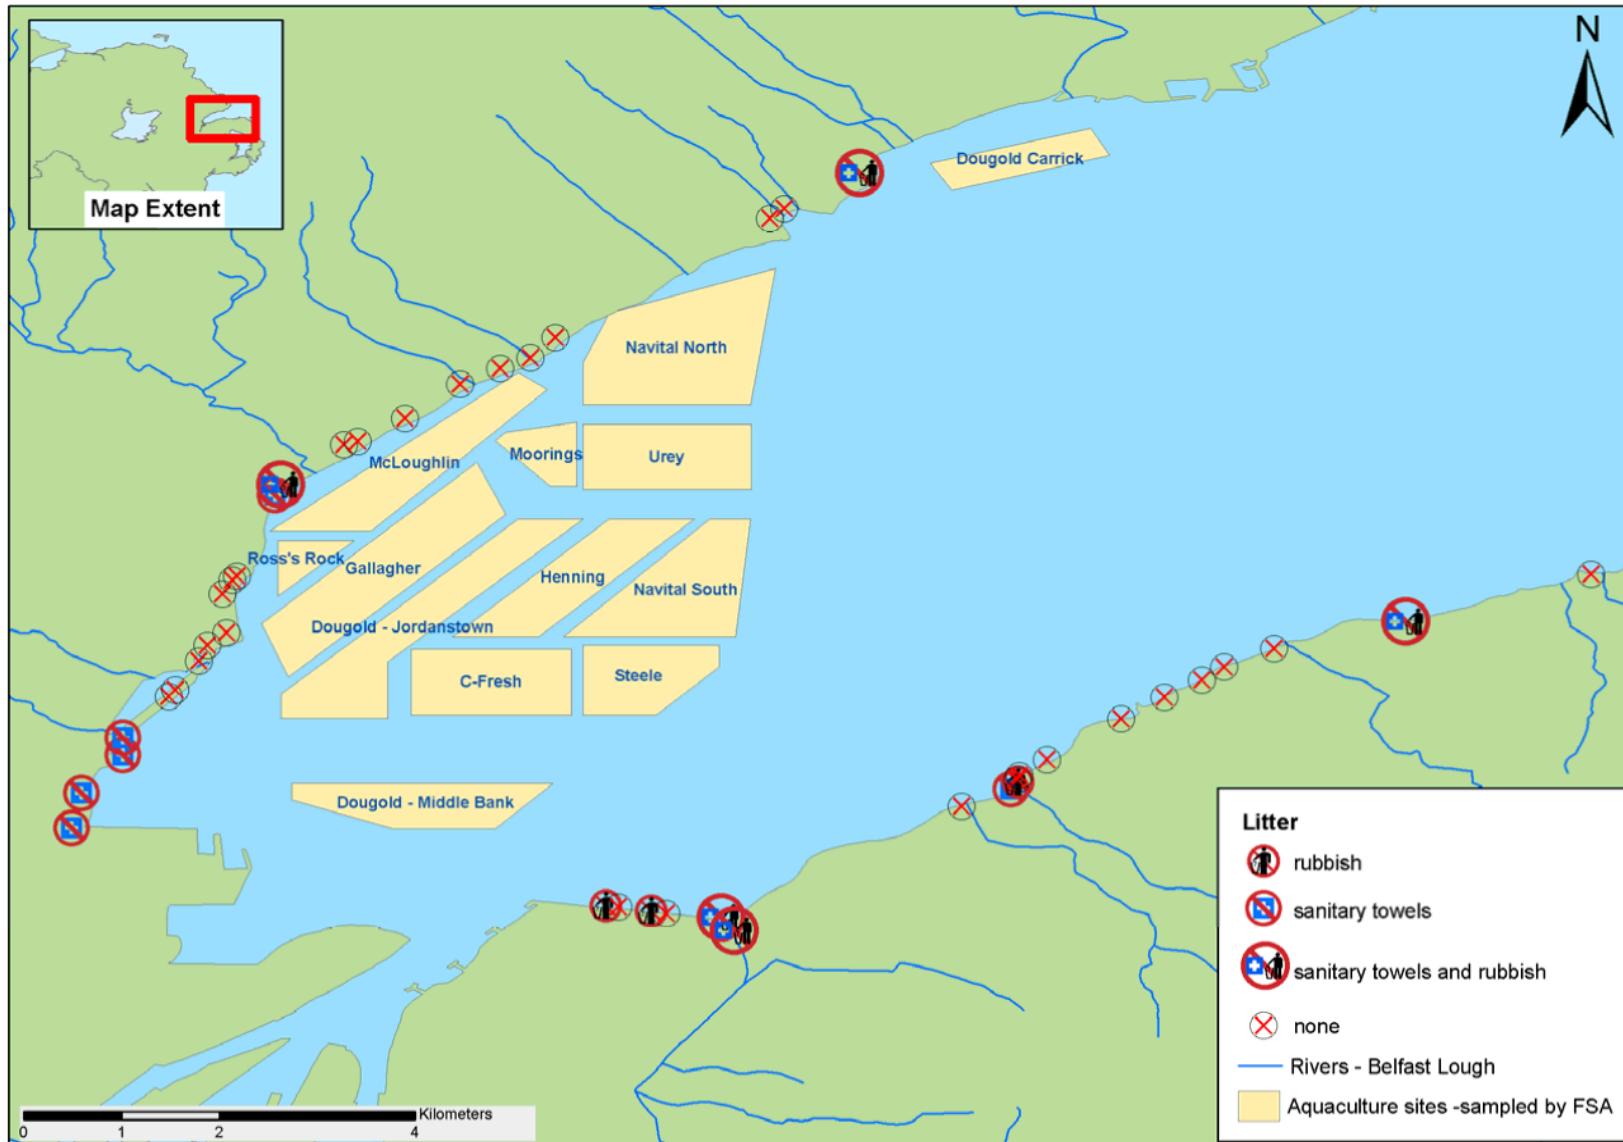 N
Map Extent
Dougold Carrick
Navital North
Moorings
Urey
McLoughlin
Ross's Rock
Gallagher
Henning
Navital South
Dougold - Jordanstown
C-Fresh
Steele
Dougold - Middle Bank
Litter
rubbish
sanitary towels
sanitary towels and rubbish
none
Rivers - Belfast Lough
Aquaculture sites -sampled by FSA
Kilometers
0 1 2 4